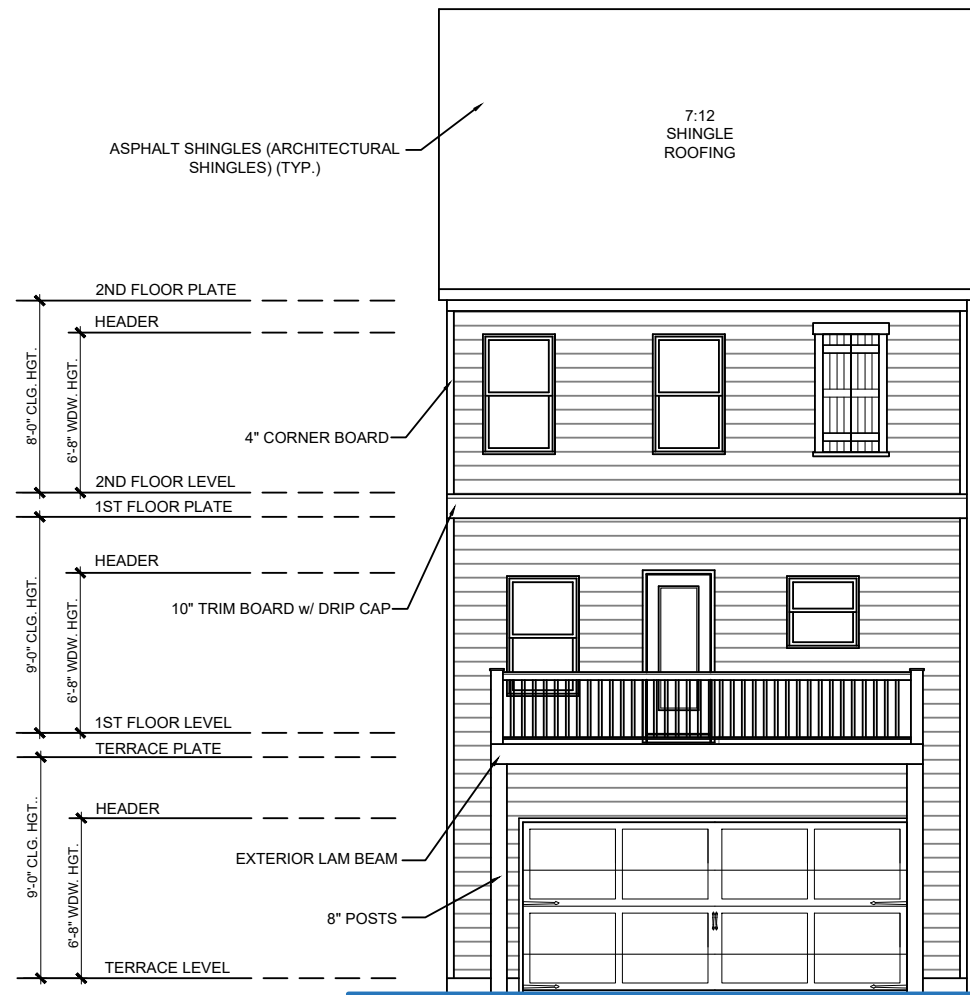 7:12
SHINGLE
ROOFING
ASPHALT SHINGLES (ARCHITECTURAL
SHINGLES) (TYP.)
2ND FLOOR PLATE
HEADER
8'-0" CLG. HGT.
6'-8" WDW. HGT.
4" CORNER BOARD
2ND FLOOR LEVEL
1ST FLOOR PLATE
HEADER
9'-0" CLG. HGT.
6'-8" WDW. HGT.
10" TRIM BOARD w/ DRIP CAP
1ST FLOOR LEVEL
TERRACE PLATE
HEADER
9'-0" CLG. HGT..
6'-8" WDW. HGT.
EXTERIOR LAM BEAM
8" POSTS
TERRACE LEVEL